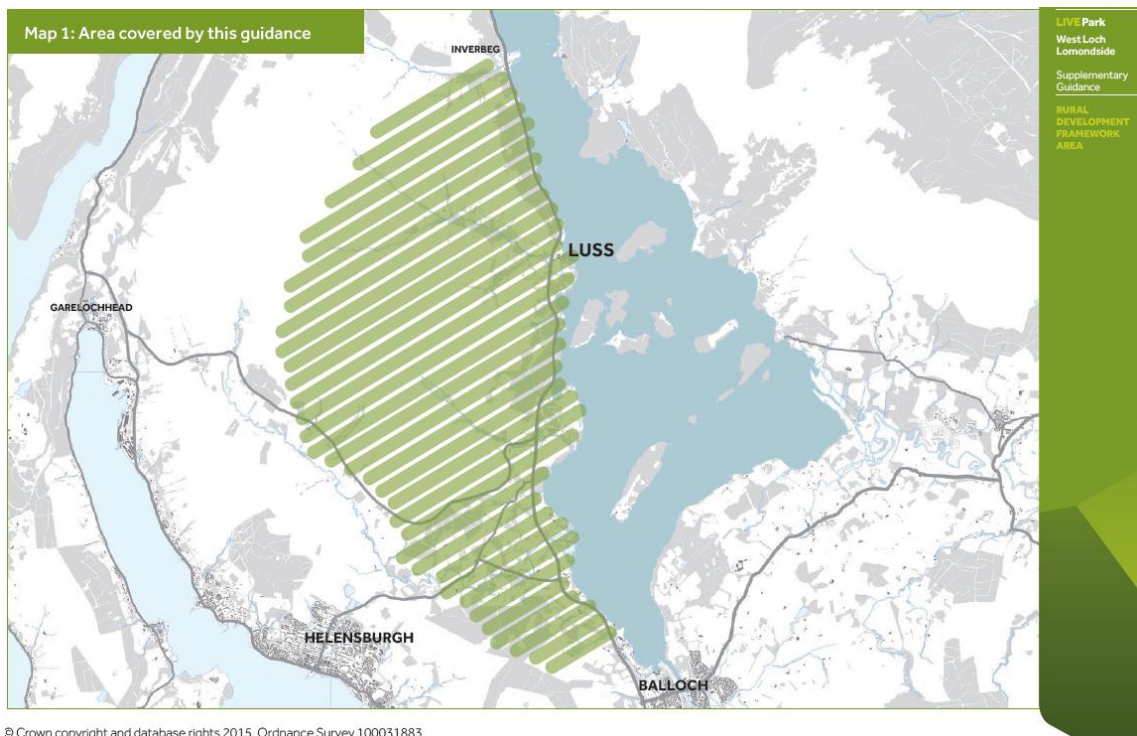 Map 1: Area covered by this guidance
INVERBEG
LUSS
GARELOCHHEAD
HELENSBURGH
BALLOCH
LIVE Park
West Loch
Lomondside
Supplementary
Guidance
RURAL
DEVELOPMENT
FRAMEWORK
AREA
© Crown copyright and database rights 2015. Ordnance Survey 100031883